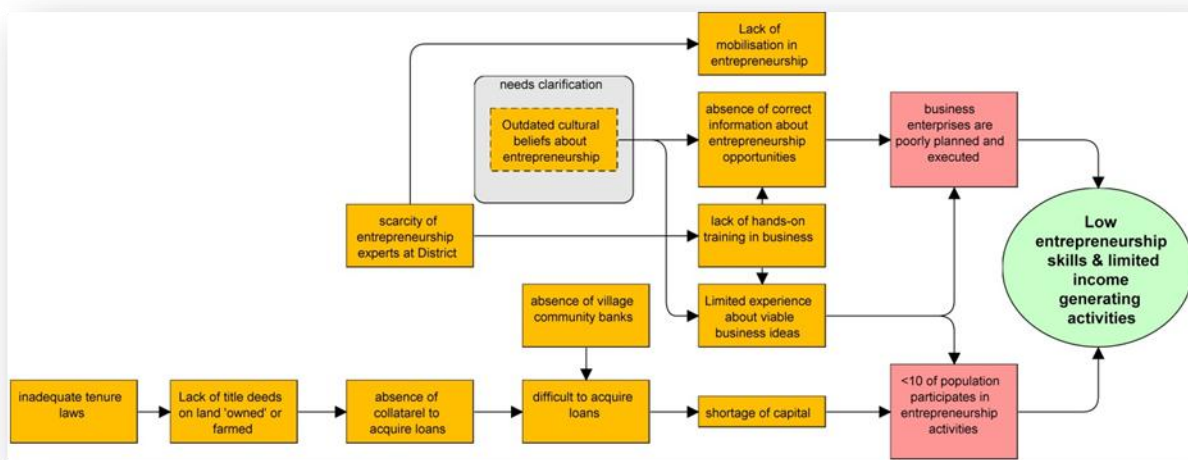 Lack of
mobilisation in
entrepreneurship
needs clarification
Outdated cultural
beliefs about
entrepreneurship
absence of correct
information about
entrepreneurship
opportunities
business
enterprises are
poorly planned and
executed
scarcity of
entrepreneurship
experts at District
lack of hands-on
training in business
Low
entrepreneurship
skills & limited
income
generating
activities
absence of village
community banks
Limited experience
about viable
business ideas
inadequate tenure
laws
Lack of title deeds
on land 'owned' or
farmed
absence of
collatarel to
acquire loans
difficult to acquire
loans
shortage of capital
<10 of population
participates in
entrepreneurship
activities